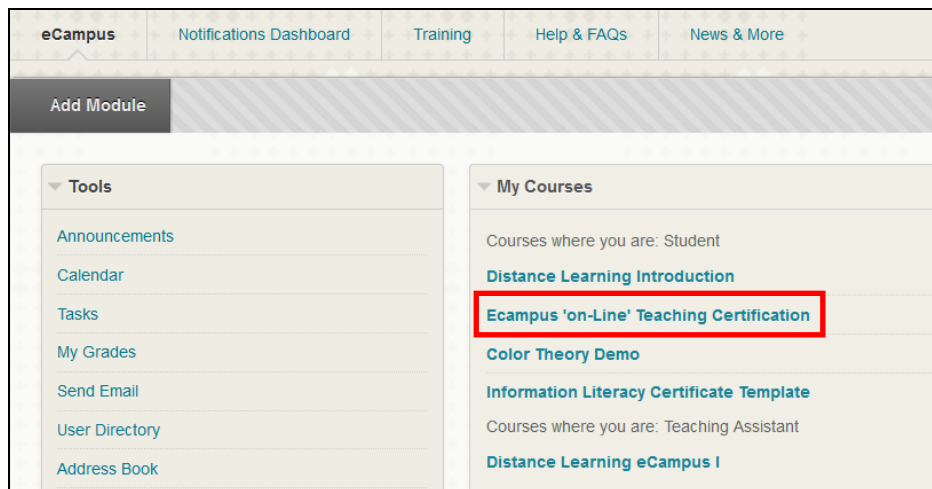 eCampus Notifications Dashboard Training Help & FAQs News & More
Add Module
Tools
Announcements
Calendar
Tasks
My Grades
Send Email
User Directory
Address Book
My Courses
Courses where you are: Student
Distance Learning Introduction
Ecampus 'on-Line' Teaching Certification
Color Theory Demo
Information Literacy Certificate Template
Courses where you are: Teaching Assistant
Distance Learning eCampus I